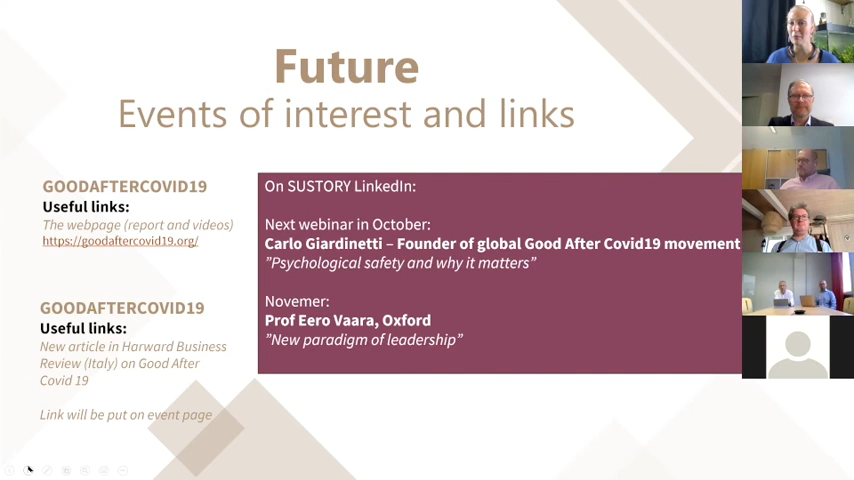 Future
Events of interest and links
GOODAFTERCOVID19
Useful links:
The webpage (report and videos)
https://goodaftercovid19.org/
GOODAFTERCOVID19
Useful links:
New article in Harward Business
Review (Italy) on Good After
Covid 19
Link will be put on event page
On SUSTORY LinkedIn:
Next webinar in October:
Carlo Giardinetti – Founder of global Good After Covid19 movement
”Psychological safety and why it matters”
Novemer:
Prof Eero Vaara, Oxford
”New paradigm of leadership”